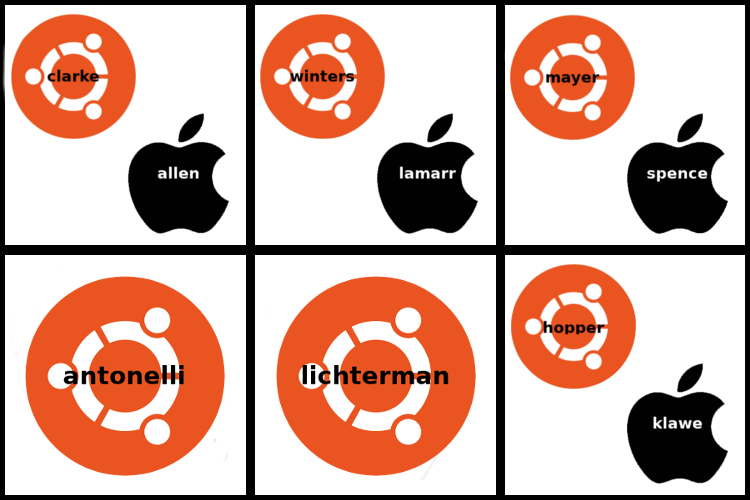 clarke
allen
winters
lamarr
mayer
spence
antonelli
lichterman
hopper
klawe